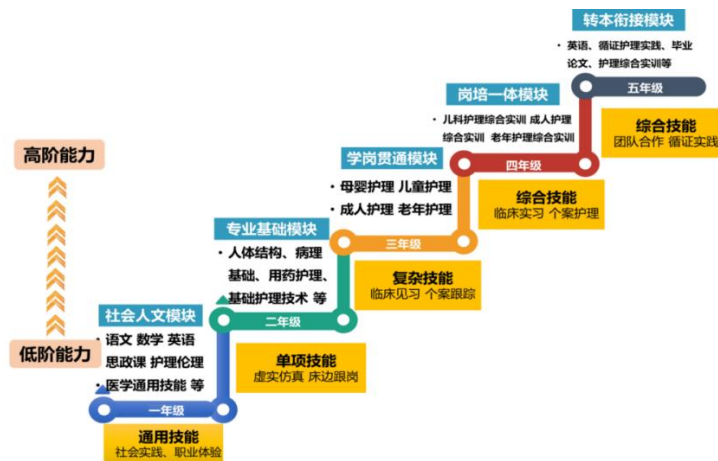 转本衔接模块
• 英语、循证护理实践、毕业
论文、护理综合实训等
五年级
综合技能
团队合作 循证实践
岗培一体模块
• 儿科护理综合实训 成人护理
综合实训 老年护理综合实训
四年级
综合技能
临床实习 个案护理
学岗贯通模块
• 母婴护理 儿童护理
• 成人护理 老年护理
三年级
复杂技能
临床见习 个案跟踪
专业基础模块
• 人体结构、病理
基础、用药护理、
基础护理技术 等
二年级
单项技能
虚实仿真 床边跟岗
社会人文模块
• 语文 数学 英语
思政课 护理伦理
• 医学通用技能 等
一年级
通用技能
社会实践、职业体验
高阶能力
低阶能力